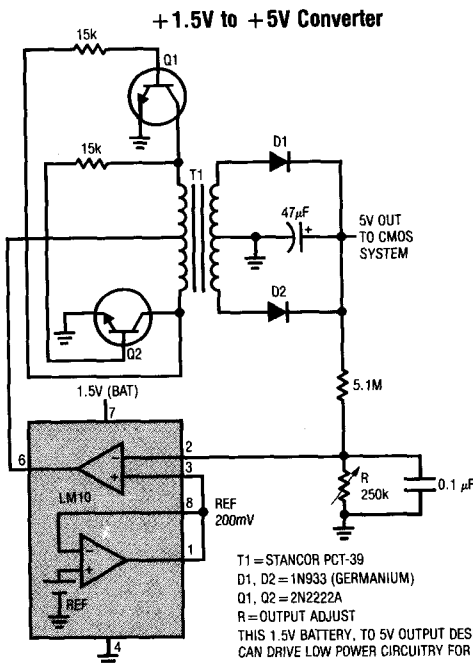 +1.5V to +5V Converter
15k
Q1
15k
T1
D1
47µF
+
5V OUT
TO CMOS
SYSTEM
D2
Q2
5.1M
1.5V (BAT)
7
6
2
−
3
+
LM10
8
REF
200mV
R
250k
0.1 µF
−
1
+
REF
4
T1 = STANCOR PCT-39
D1, D2 = 1N933 (GERMANIUM)
Q1, Q2 = 2N2222A
R = OUTPUT ADJUST
THIS 1.5V BATTERY, TO 5V OUTPUT DES
CAN DRIVE LOW POWER CIRCUITRY FOR